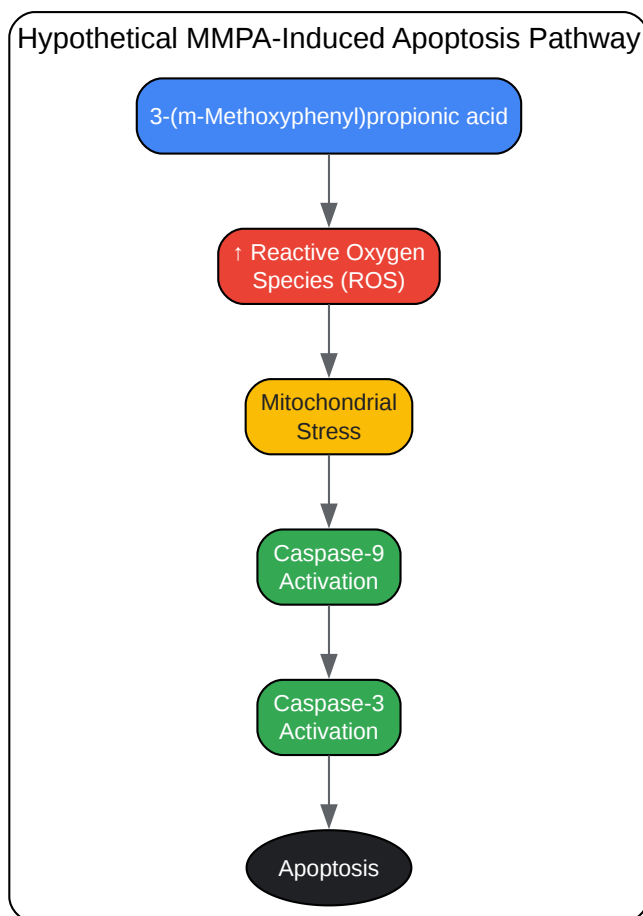 Hypothetical MMPA-Induced Apoptosis Pathway
3-(m-Methoxyphenyl)propionic acid
↑ Reactive Oxygen
Species (ROS)
Mitochondrial
Stress
Caspase-9
Activation
Caspase-3
Activation
Apoptosis